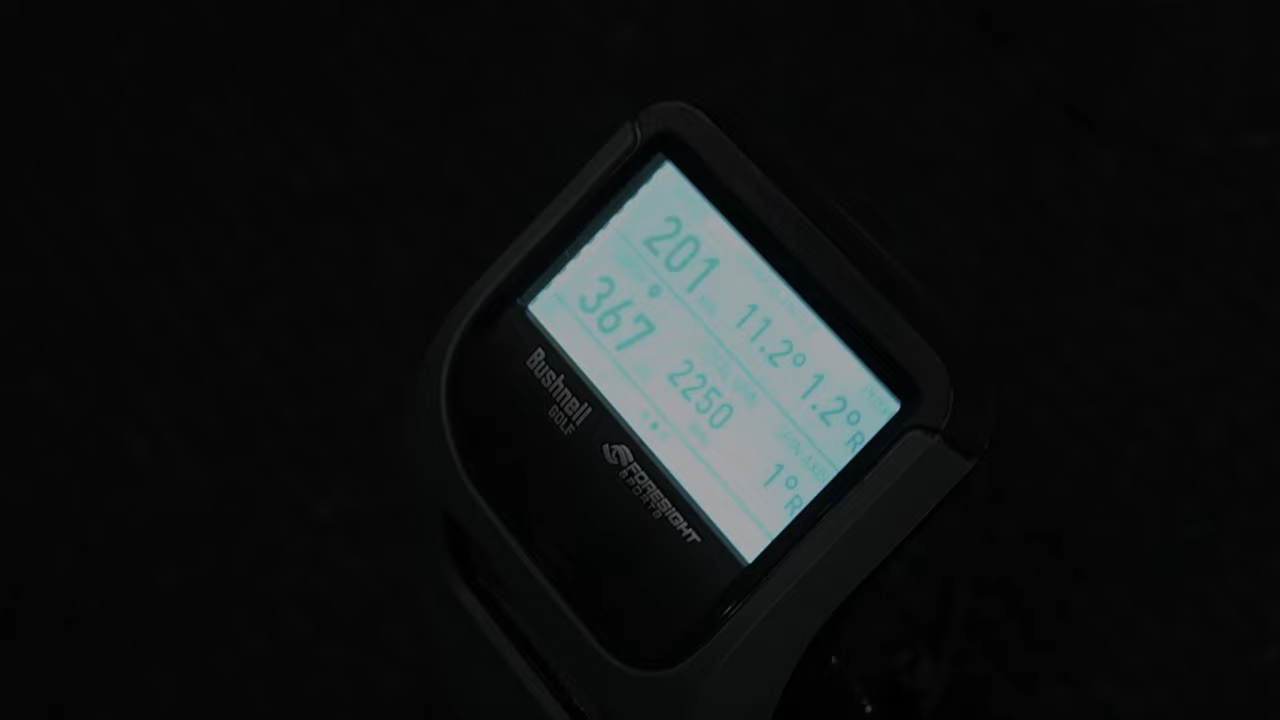 201 11.2° 1.2° R
367 2250 1° R
Bushnell
GOLF
FORESIGHT
SPORTS